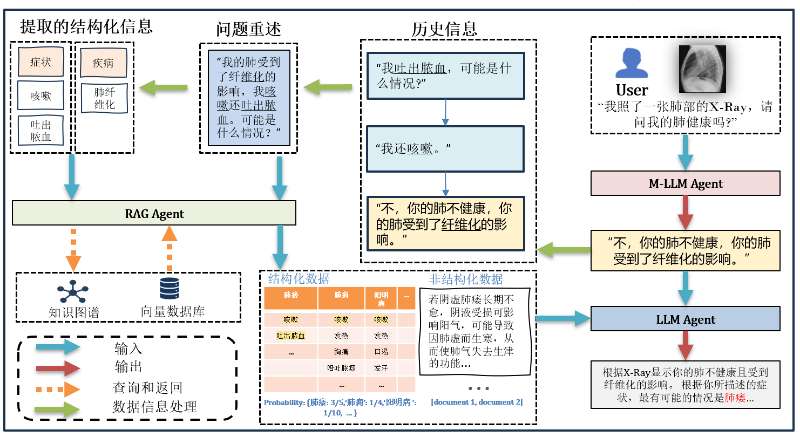 提取的结构化信息
问题重述
历史信息
症状
疾病
咳嗽
肺纤
维化
吐出
脓血
“我的肺受到
了纤维化的
影响，我咳
嗽还吐出脓
血。可能是
什么情况？”
“我吐出脓血，可能是什
么情况?”
“我还咳嗽。”
“不，你的肺不健康，你
的肺受到了纤维化的影
响。”
User
“我照了一张肺部的X-Ray，请
问我的肺健康吗?”
M-LLM Agent
“不，你的肺不健康，你的肺
受到了纤维化的影响。”
LLM Agent
根据X-Ray显示你的肺不健康且受到
纤维化的影响。根据你所描述的症
状，最有可能的情况是肺痿...
RAG Agent
知识图谱
向量数据库
输入
输出
查询和返回
数据信息处理
结构化数据
非结构化数据
肺痿
肺痈
阳明
病
...
咳嗽
咳嗽
咳嗽
吐出脓血
发热
发热
...
胸痛
口渴
...
...
若阴虚肺痿长期不
愈，阴液受损可影
响阳气，可能导致
因肺虚而生寒，从
而使肺气失去生津
的功能...
...
Probability: {'肺痿': 3/5,'肺痈': 1/4,'阳明病':
1/10, ... }
[document 1, document 2]